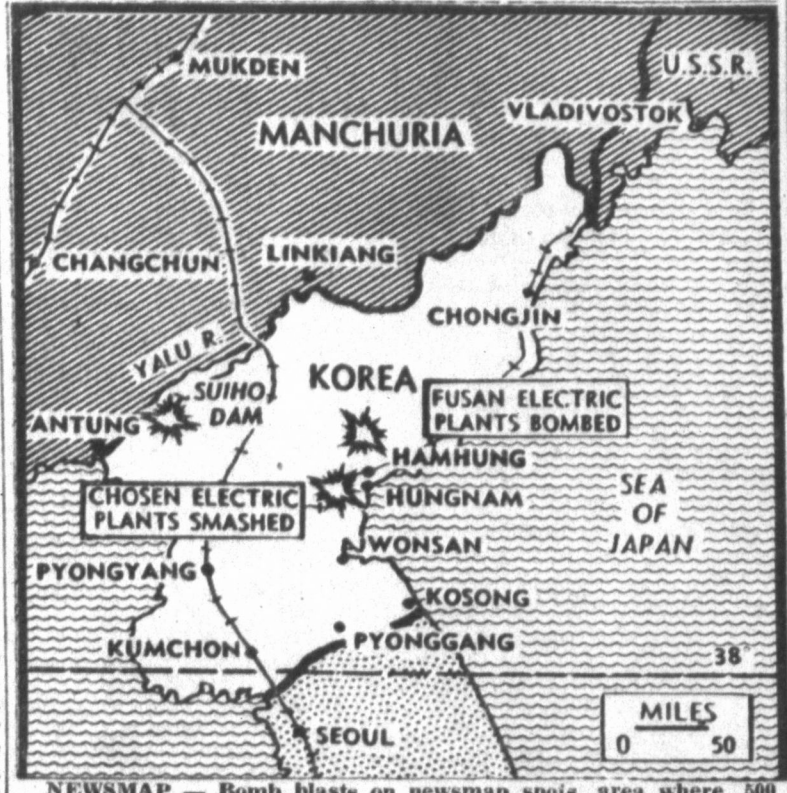 MUKDEN
U.S.S.R.
VLADIVOSTOK
MANCHURIA
CHANGCHUN
LINKIANG
CHONGJIN
YALU R.
KOREA
SUIHO
DAM
FUSAN ELECTRIC
PLANTS BOMBED
ANTUNG
HAMHUNG
CHOSEN ELECTRIC
PLANTS SMASHED
HUNGNAM
SEA
OF
JAPAN
WONSAN
PYONGYANG
KOSONG
PYONGGANG
KUMCHON
38°
MILES
0 50
SEOUL
NEWSMAP — Bomb blasts on newsmap area where 500